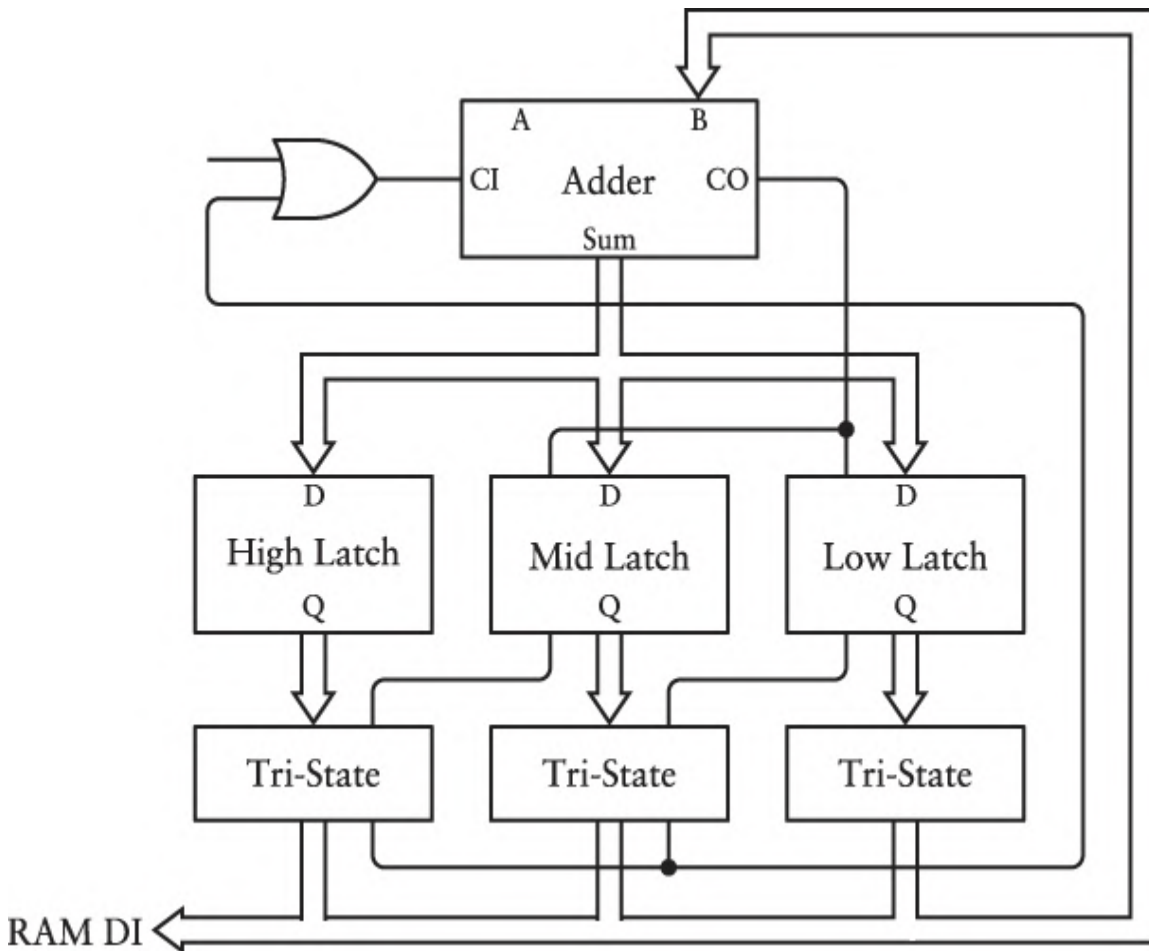 A B
CI Adder CO
Sum
D D D
High Latch Mid Latch Low Latch
Q Q Q
Tri-State Tri-State Tri-State
RAM DI